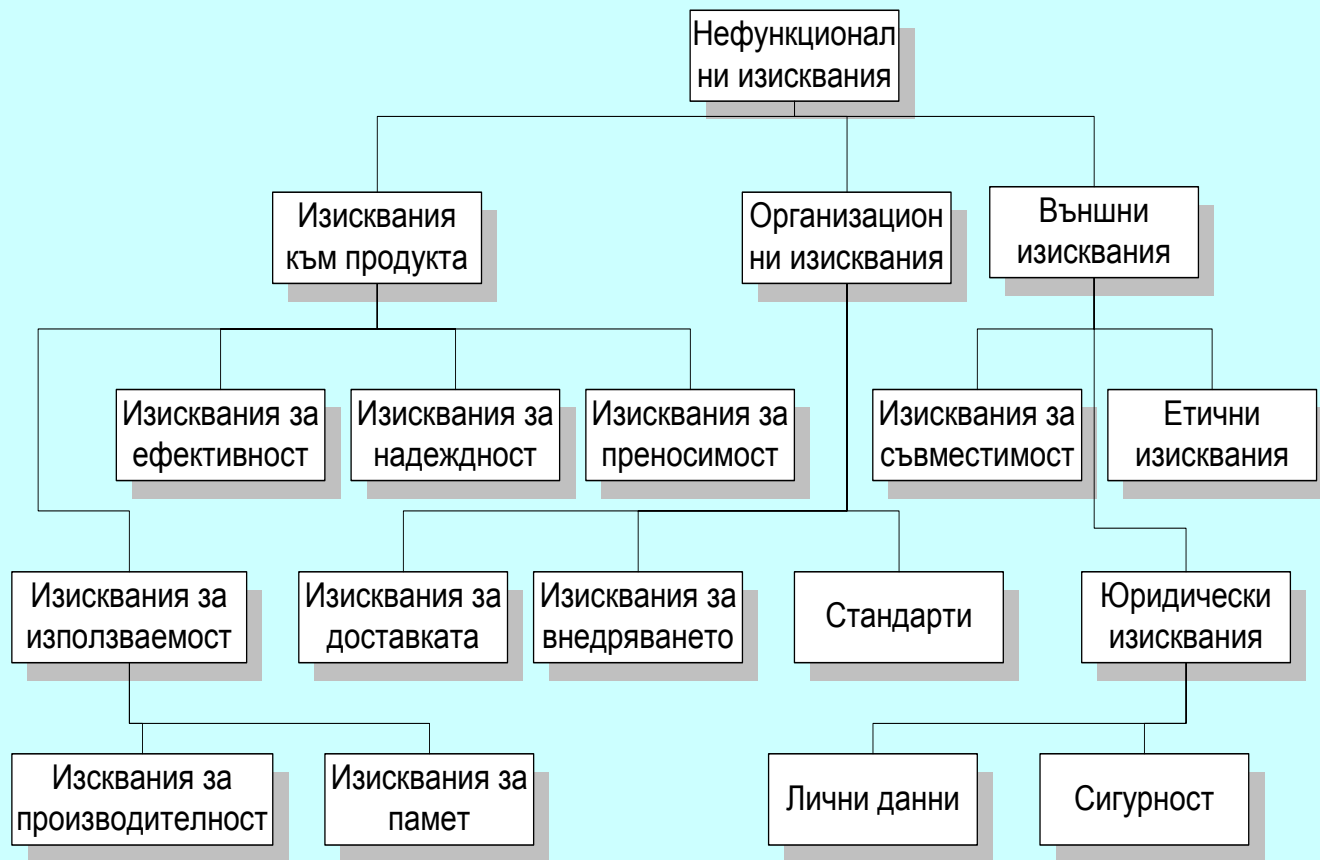 Нефункционал
ни изисквания
Изисквания
към продукта
Организацион
ни изисквания
Външни
изисквания
Изисквания за
ефективност
Изисквания за
надеждност
Изисквания за
преносимост
Изисквания за
съвместимост
Етични
изисквания
Изисквания за
използваемост
Изисквания за
доставката
Изисквания за
внедряването
Стандарти
Юридически
изисквания
Изсквания за
производителност
Изисквания за
памет
Лични данни
Сигурност